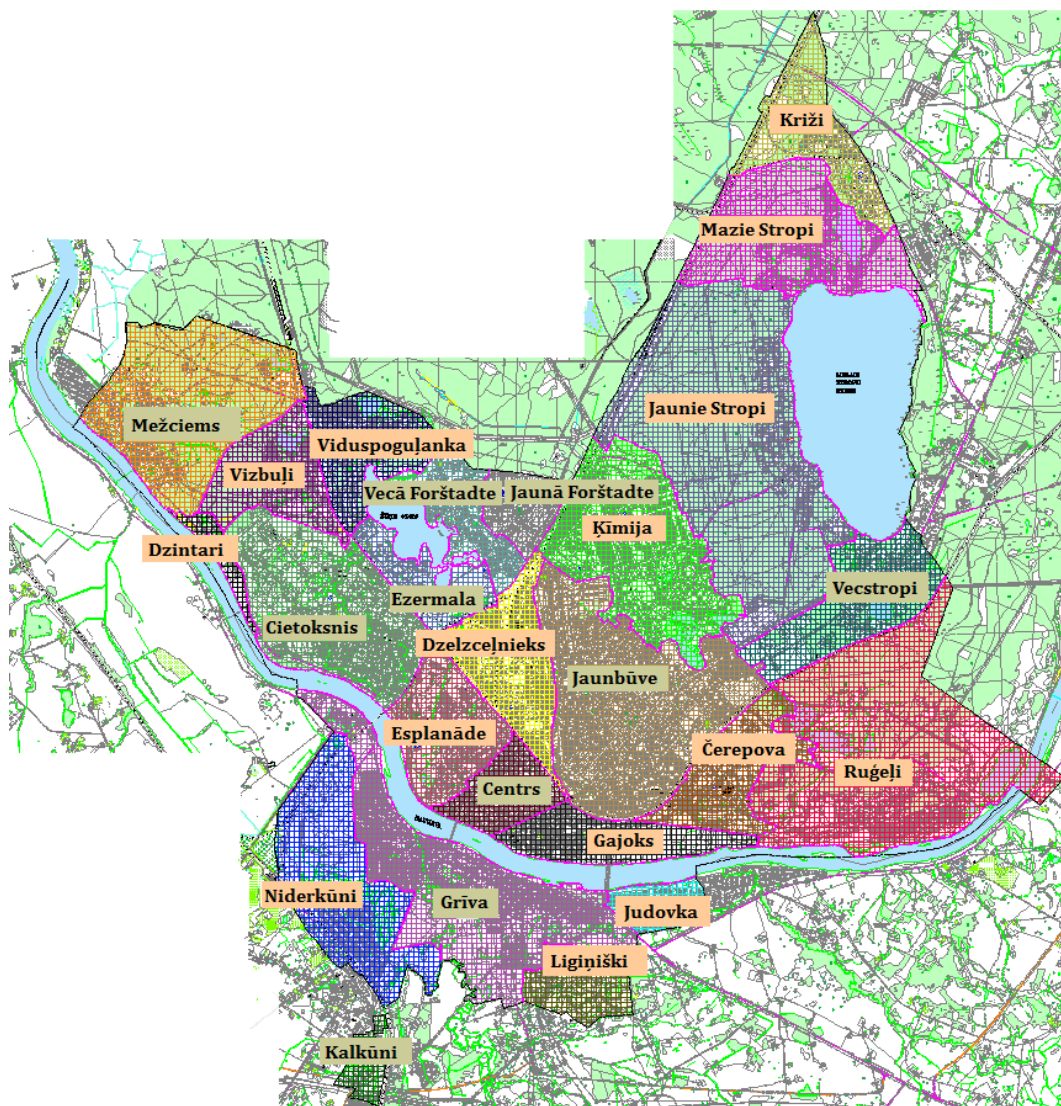 Križi
Mazie Stropi
Jaunie Stropi
Mežciems
Viduspoguļanka
Vizbuļi
Vecā Forštadte
Jaunā Forštadte
Ķīmija
Dzintari
Vecstropi
Ezermala
Cietoksnis
Dzelzceļnieks
Jaunbūve
Esplanāde
Čerepova
Ruģeļi
Centrs
Gajoks
Niderkūni
Grīva
Judovka
Ligiņiški
Kalkūni